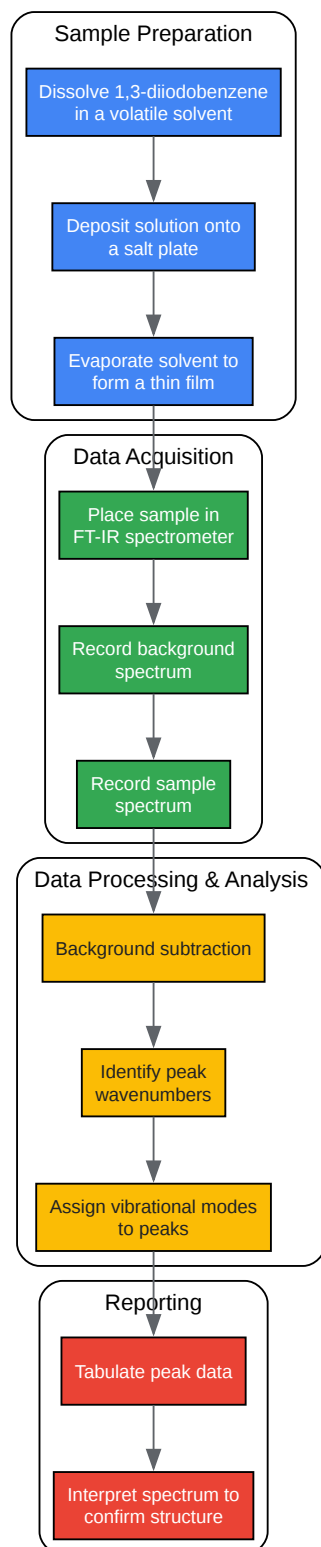 Sample Preparation
Dissolve 1,3-diiodobenzene
in a volatile solvent
Deposit solution onto
a salt plate
Evaporate solvent to
form a thin film
Data Acquisition
Place sample in
FT-IR spectrometer
Record background
spectrum
Record sample
spectrum
Data Processing & Analysis
Background subtraction
Identify peak
wavenumbers
Assign vibrational modes
to peaks
Reporting
Tabulate peak data
Interpret spectrum to
confirm structure